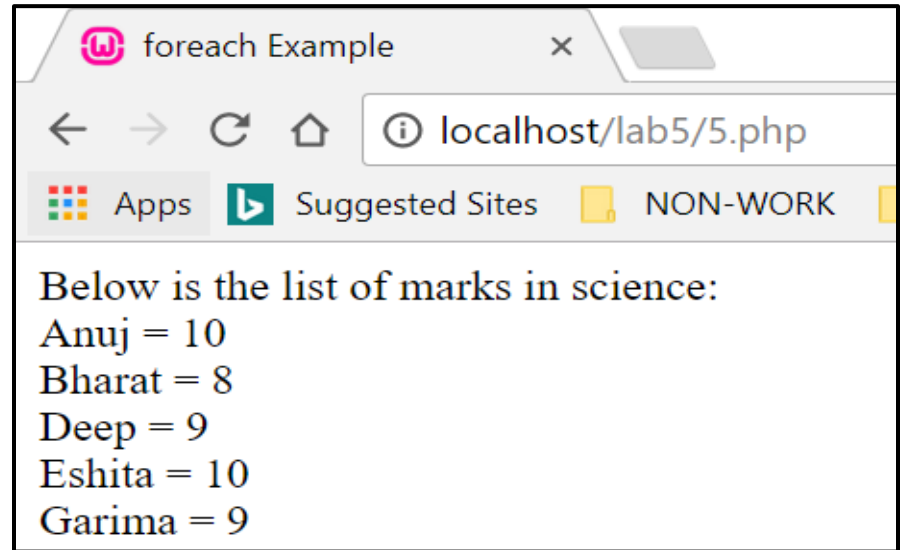 foreach Example
localhost/lab5/5.php
Apps Suggested Sites NON-WORK
Below is the list of marks in science:
Anuj = 10
Bharat = 8
Deep = 9
Eshita = 10
Garima = 9